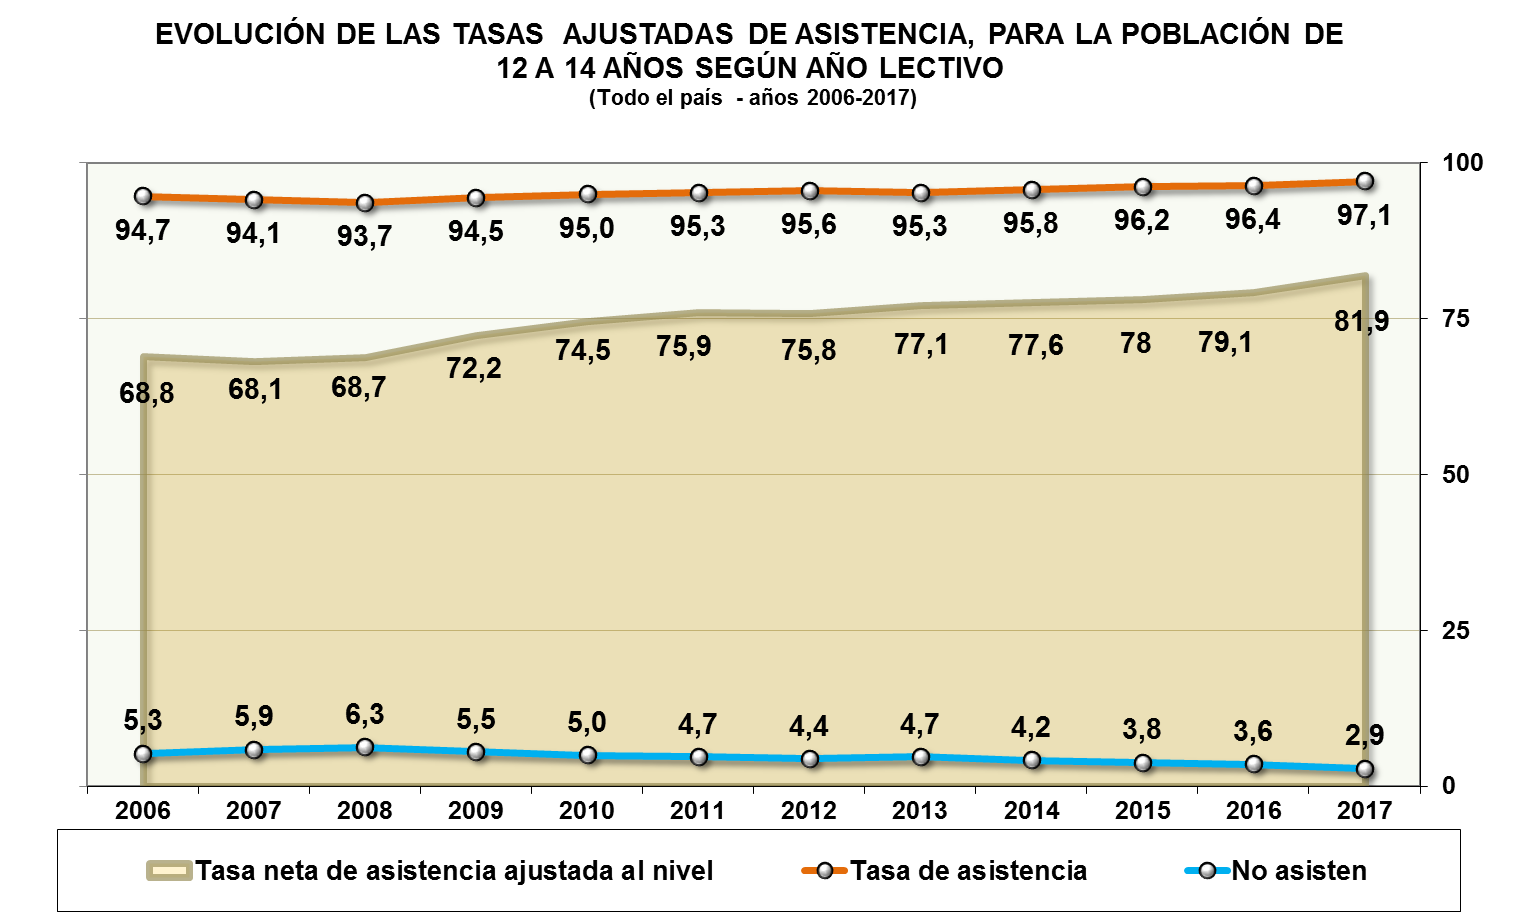 EVOLUCIÓN DE LAS TASAS AJUSTADAS DE ASISTENCIA, PARA LA POBLACIÓN DE
12 A 14 AÑOS SEGÚN AÑO LECTIVO
(Todo el país - años 2006-2017)
100
94,7 94,1 93,7 94,5 95,0 95,3 95,6 95,3 95,8 96,2 96,4 97,1
75
68,8 68,1 68,7 72,2 74,5 75,9 75,8 77,1 77,6 78 79,1 81,9
50
25
5,3 5,9 6,3 5,5 5,0 4,7 4,4 4,7 4,2 3,8 3,6 2,9
0
2006 2007 2008 2009 2010 2011 2012 2013 2014 2015 2016 2017
Tasa neta de asistencia ajustada al nivel Tasa de asistencia No asisten